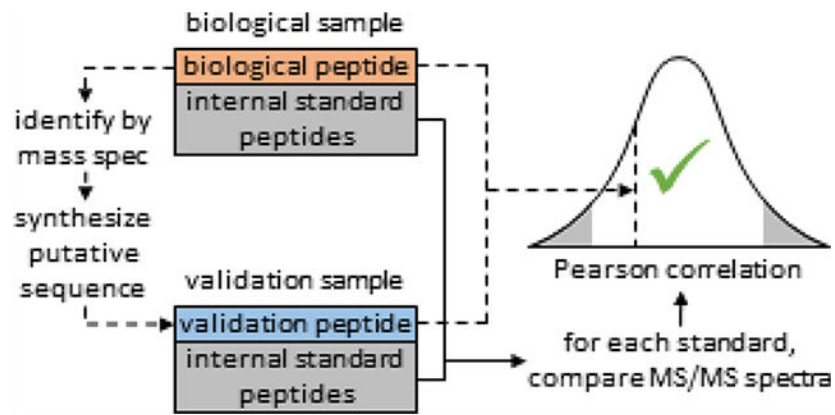 biological sample
biological peptide
internal standard
peptides
identify by
mass spec
synthesize
putative
sequence
validation sample
validation peptide
internal standard
peptides
Pearson correlation
for each standard,
compare MS/MS spectra